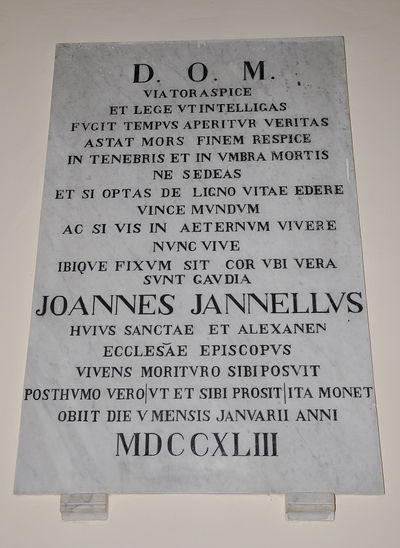 D. O. M.
VIATORASPICE
ET LEGE VT INTELLIGAS
FVGIT TEMPVS APERITVR VERITAS
ASTAT MORS FINEM RESPICE
IN TENEBRIS ET IN VMBRA MORTIS
NE SEDEAS
ET SI OPTAS DE LIGNO VITAE EDERE
VINCE MVNDVM
AC SI VIS IN AETERNVM VIVERE
NVNC VIVE
IBIQVE FIXVM SIT COR VBI VERA
SVNT GAVDIA
JOANNES JANNELLVS
HVIVS SANCTAE ET ALEXANEN
ECCLESÆ EPISCOPVS
VIVENS MORITVRO SIBI POSVIT
POSTHVMO VERO|VT ET SIBI PROSIT|ITA MONET
OBIIT DIE V MENSIS JANVARII ANNI
MDCCXLIII